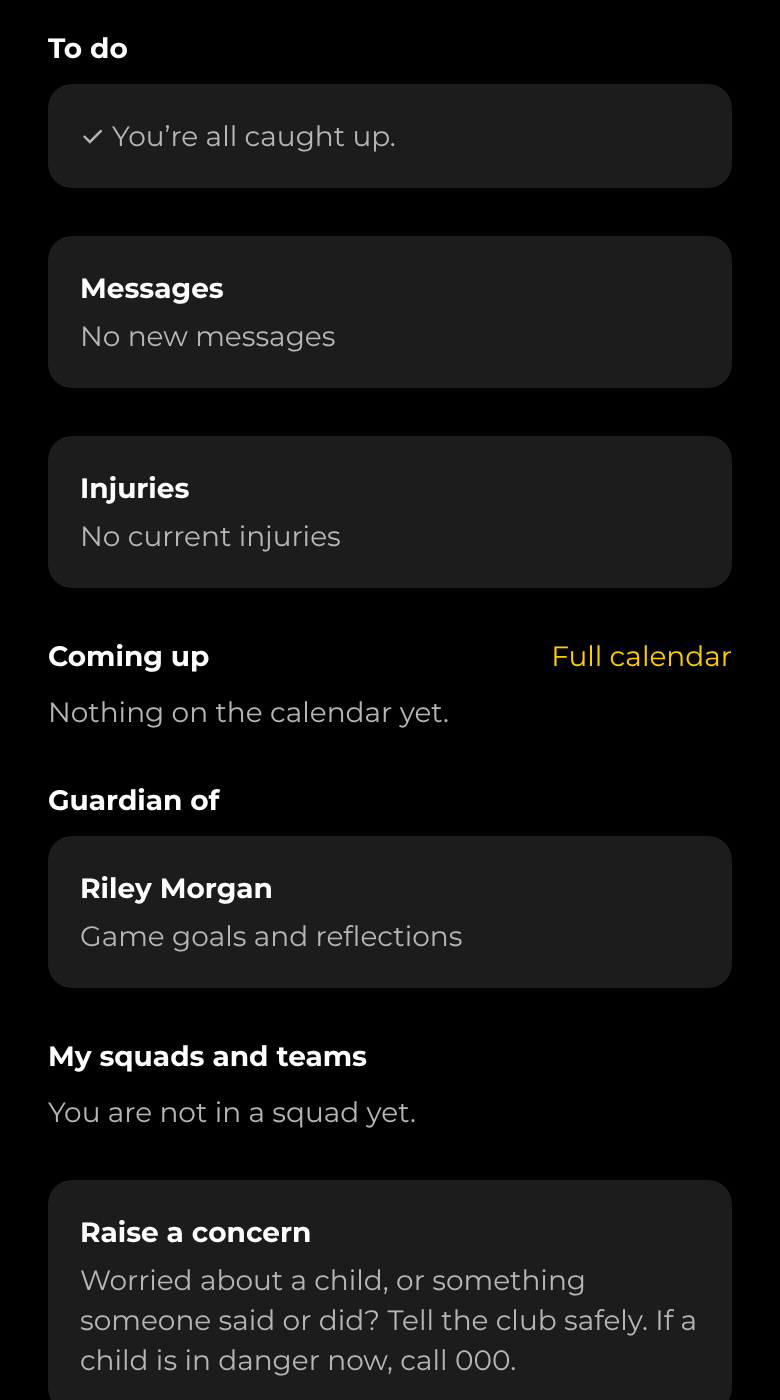 To do
✓ You’re all caught up.
Messages
No new messages
Injuries
No current injuries
Coming up
Full calendar
Nothing on the calendar yet.
Guardian of
Riley Morgan
Game goals and reflections
My squads and teams
You are not in a squad yet.
Raise a concern
Worried about a child, or something
someone said or did? Tell the club safely. If a
child is in danger now, call 000.